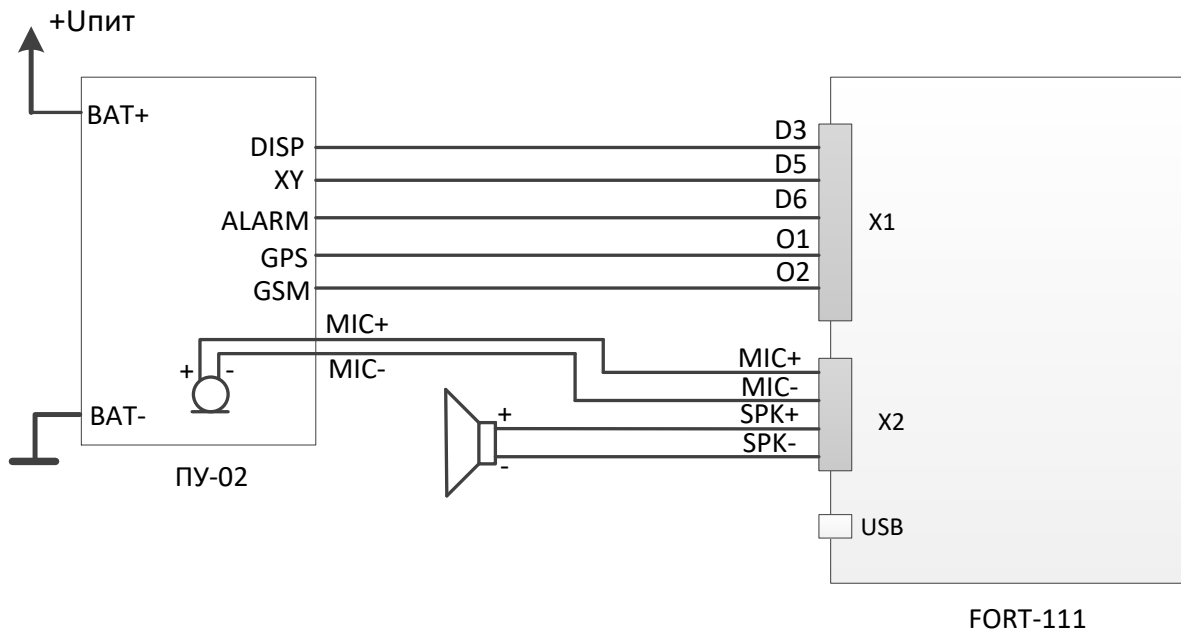 +Uпит
BAT+
DISP
XY
ALARM
GPS
GSM
D3
D5
D6
O1
O2
X1
MIC+
MIC-
+ -
BAT-
ПУ-02
MIC+
MIC-
SPK+
SPK-
+
-
X2
USB
FORT-111